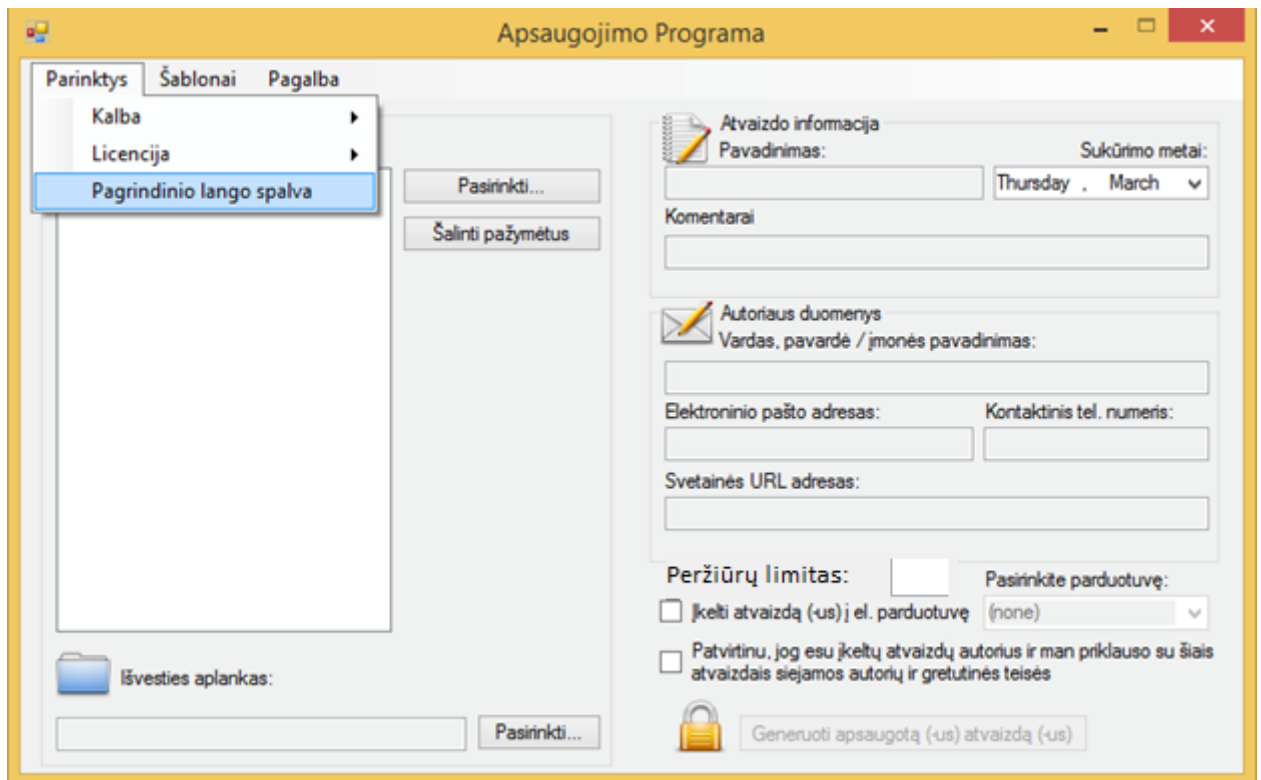 Apsaugojimo Programa
Parinktys Šablonai Pagalba
Kalba
Licencija
Pagrindinio lango spalva
Pasirinkti...
Šalinti pažymėtus
Išvesties aplankas:
Pasirinkti...
Atvaizdo informacija
Pavadinimas: Sukūrimo metai:
Thursday , March
Komentarai
Autoriaus duomenys
Vardas, pavardė / įmonės pavadinimas:
Elektroninio pašto adresas: Kontaktinis tel. numeris:
Svetainės URL adresas:
Peržiūrų limitas: Pasirinkite parduotuvę:
Įkelti atvaizdą (-us) į el. parduotuvę (none)
Patvirtinu, jog esu įkeltų atvaizdų autorius ir man priklauso su šiais
atvaizdais siejamos autorių ir gretutinės teisės
Generuoti apsaugotą (-us) atvaizdą (-us)